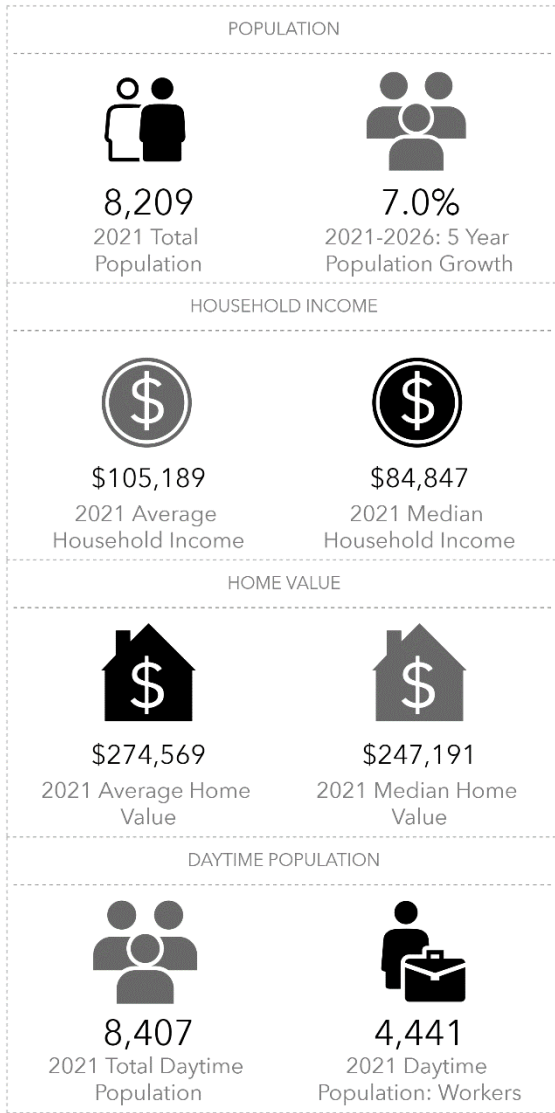 POPULATION
8,209
7.0%
2021 Total
Population
2021-2026: 5 Year
Population Growth
HOUSEHOLD INCOME
$
$
$105,189
$84,847
2021 Average
Household Income
2021 Median
Household Income
HOME VALUE
$
$
$274,569
$247,191
2021 Average Home
Value
2021 Median Home
Value
DAYTIME POPULATION
8,407
4,441
2021 Total Daytime
Population
2021 Daytime
Population: Workers